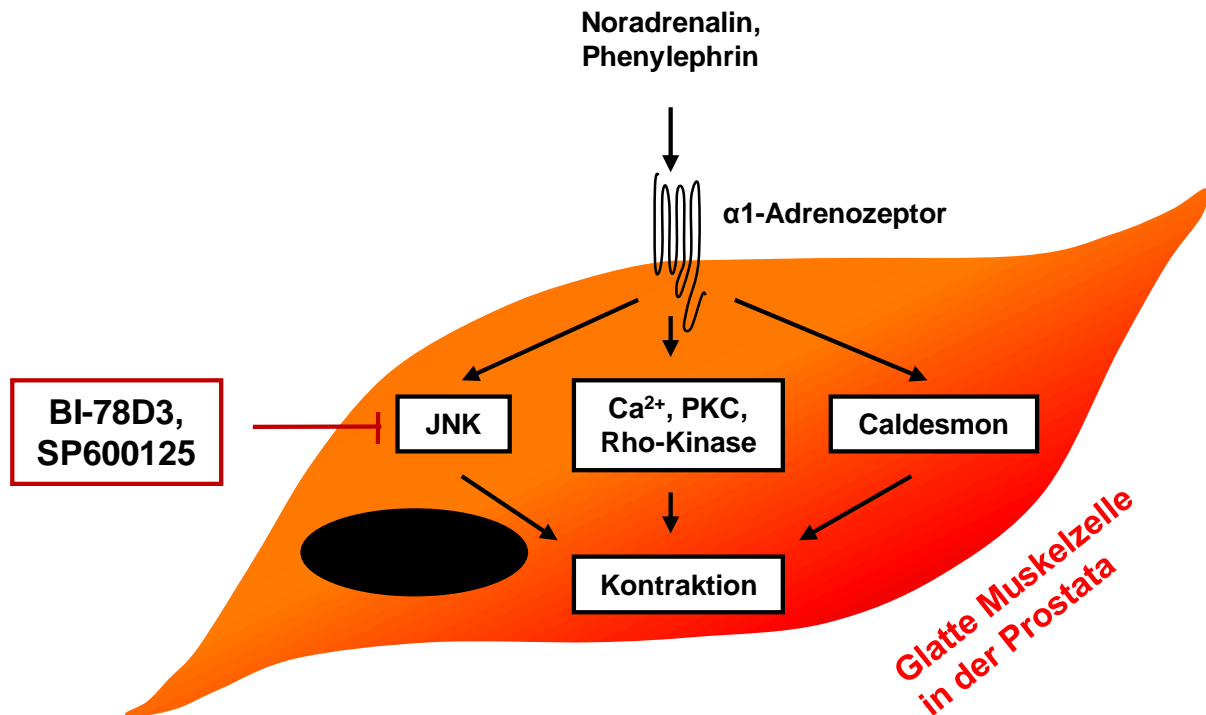 Noradrenalin,
Phenylephrin
α1-Adrenozeptor
BI-78D3,
SP600125
JNK
Ca²⁺, PKC,
Rho-Kinase
Caldesmon
Kontraktion
Glatte Muskelzelle
in der Prostata